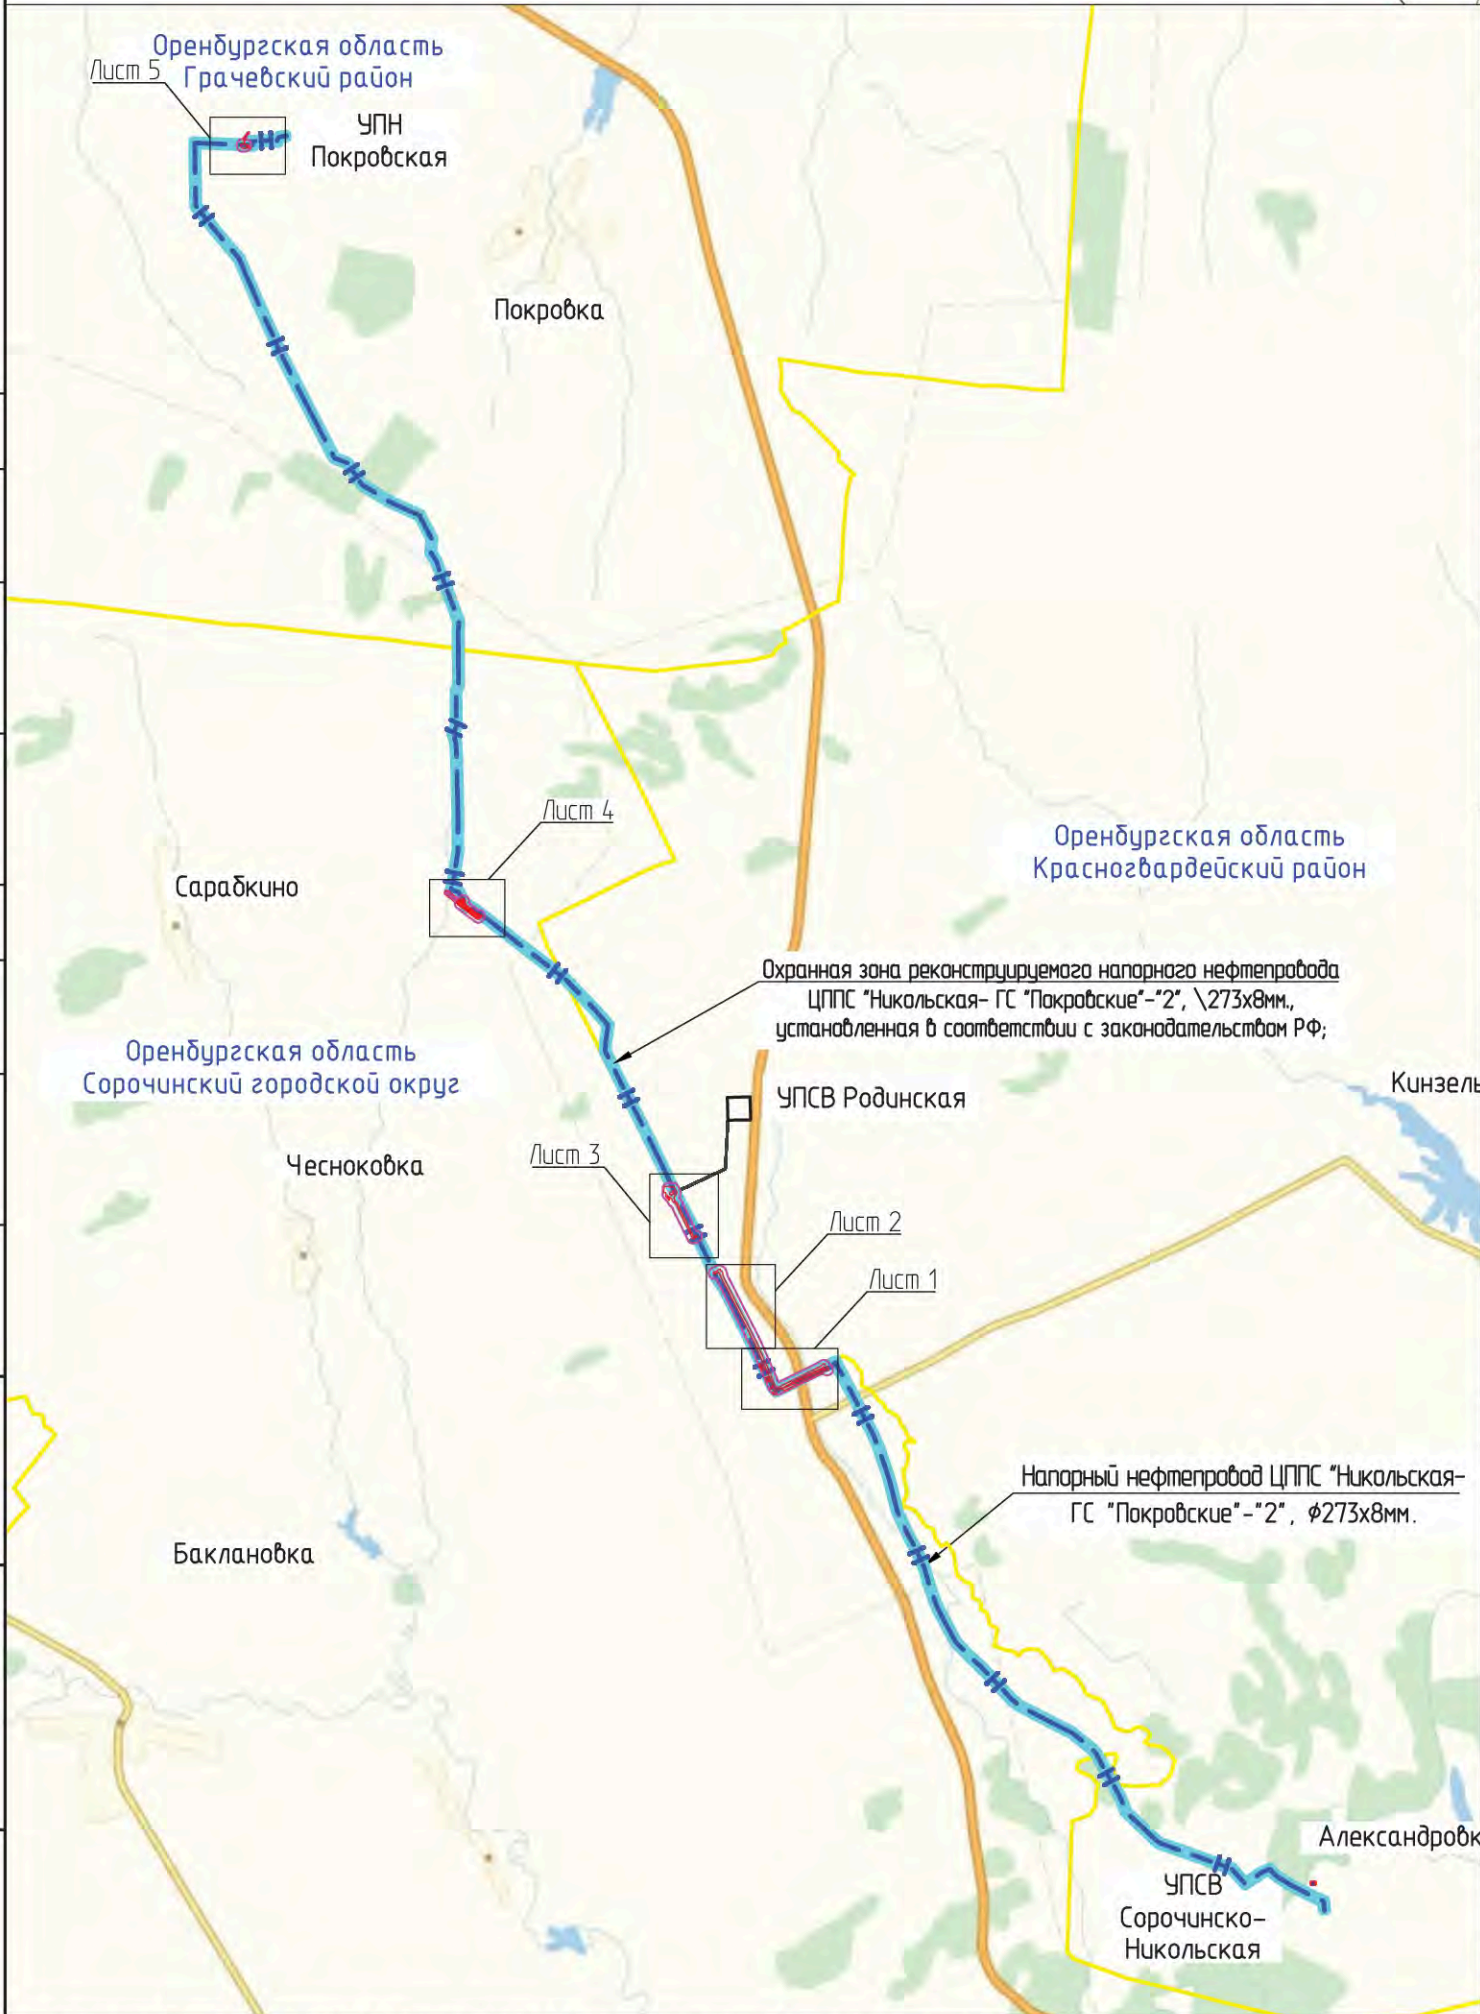 Оренбургская область
Грачевский район
Лист 5
УПН
Покровская
Покровка
Лист 4
Оренбургская область
Красногвардейский район
Сарабкино
Охранная зона реконструируемого напорного нефтепровода
ЦППС "Никольская- ГС "Покровские"-"2", \273х8мм.,
установленная в соответствии с законодательством РФ;
Оренбургская область
Сорочинский городской округ
Кинзель
УПСВ Родинская
Чесноковка
Лист 3
Лист 2
Лист 1
Напорный нефтепровод ЦППС "Никольская-
ГС "Покровские"-"2", ϕ273х8мм.
Баклановка
Александровк
УПСВ
Сорочинско-
Никольская